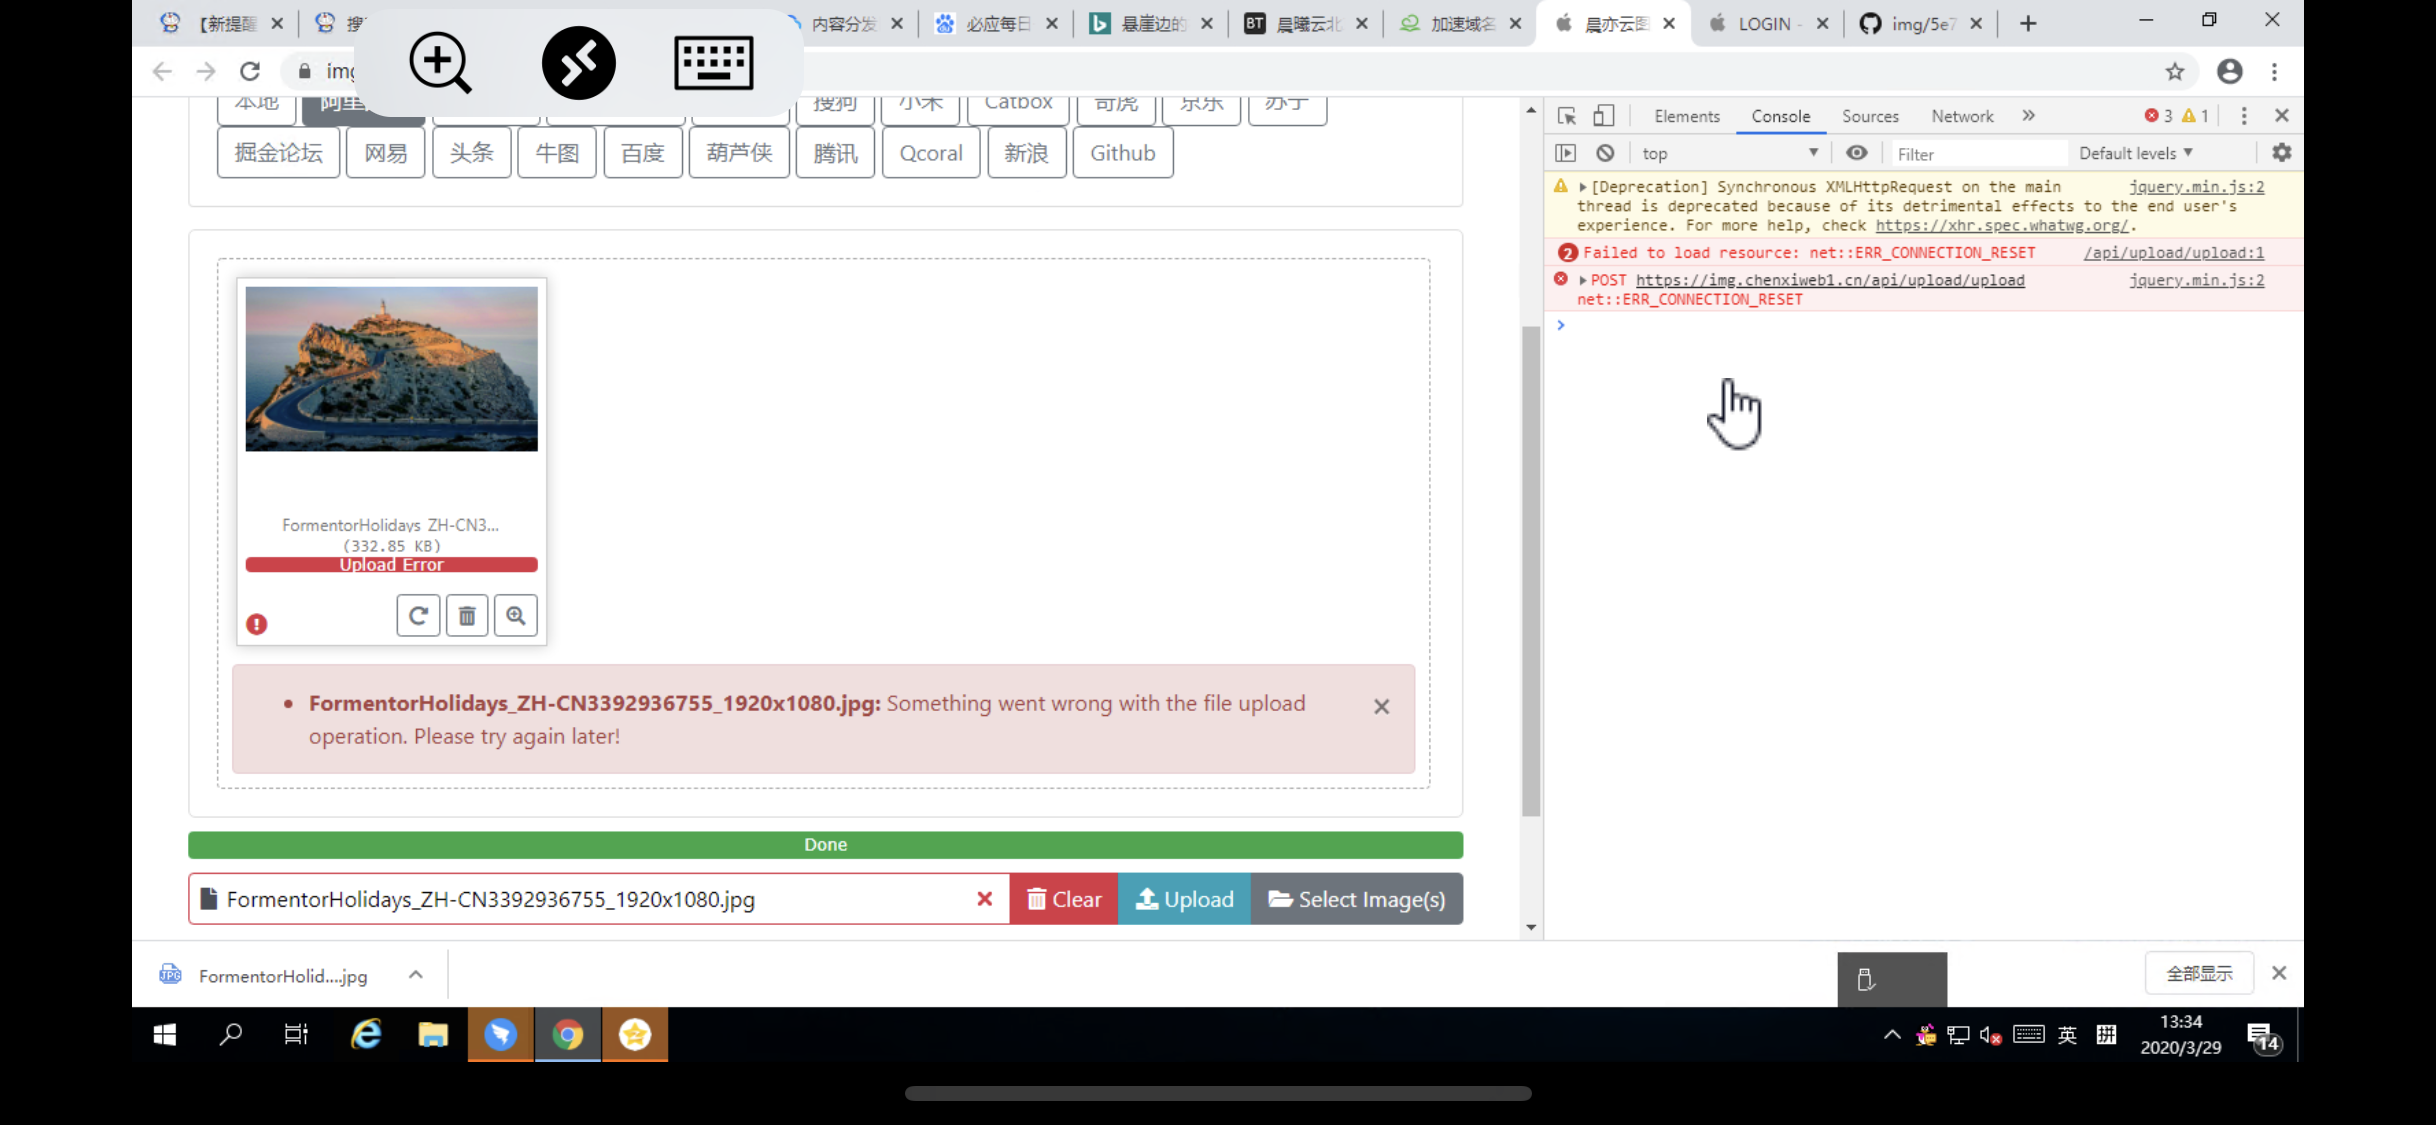 【新提醒
搜
内容分发
必应每日
悬崖边的
BT 晨曦云北
加速域名
晨亦云图
LOGIN -
img/5e7
img
本地
阿里
搜狗
小米
Catbox
奇虎
京东
苏宁
掘金论坛
网易
头条
牛图
百度
葫芦侠
腾讯
Qcoral
新浪
Github
FormentorHolidays_ZH-CN3...
(332.85 KB)
Upload Error
FormentorHolidays_ZH-CN3392936755_1920x1080.jpg: Something went wrong with the file upload
operation. Please try again later!
Done
FormentorHolidays_ZH-CN3392936755_1920x1080.jpg
Clear
Upload
Select Image(s)
Elements
Console
Sources
Network
3
1
top
Filter
Default levels
[Deprecation] Synchronous XMLHttpRequest on the main jquery.min.js:2
thread is deprecated because of its detrimental effects to the end user's
experience. For more help, check https://xhr.spec.whatwg.org/.
2 Failed to load resource: net::ERR_CONNECTION_RESET /api/upload/upload:1
POST https://img.chenxiweb1.cn/api/upload/upload jquery.min.js:2
net::ERR_CONNECTION_RESET
JPG FormentorHolid....jpg
全部显示
英
拼
13:34
2020/3/29
14